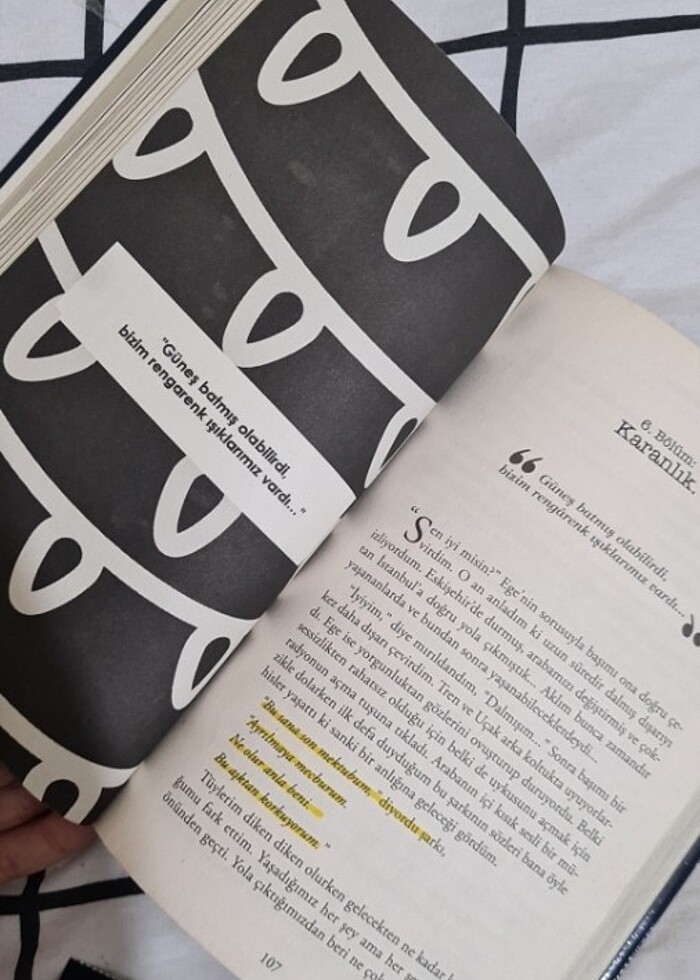 "Güneş batmış olabilirdi,
bizim rengarenk ışıklarımız vardı..."
6. Bölüm:
Karanlık
Güneş batmış olabilirdi,
bizim rengârenk ışıklarımız vardı...
"Sen iyi misin?" Ege'nin sorusuyla başımı ona doğru çe-
virdim. O an anladım ki uzun süredir dalmış dışarıyı
izliyordum. Eskişehir'de durmuş, arabamızı değiştirmiş ve çok-
tan İstanbul'a doğru yola çıkmıştık... Aklım bunca zamandır
yaşananlarda ve bundan sonra yaşanabileceklerdeydi...
"İyiyim," diye mırıldandım, "Dalmışım..." Sonra başımı bir
kez daha dışarı çevirdim. Tren ve Uçak arka koltukta uyuyorlar-
dı. Ege ise yorgunluktan gözlerini ovuşturup duruyordu. Belki
sessizlikten rahatsız olduğu için belki de uykusunu açmak için
radyonun açma tuşuna tıkladı. Arabanın içi kısık sesli bir mü-
zikle dolarken ilk defa duyduğum bu şarkının sözleri bana öyle
hisler yaşattı ki sanki bir anlığına geleceği gördüm.
"Bu sana son mektubum," diyordu şarkı,
"Ayrılmaya mecburum.
Ne olur anla beni...
Bu aşktan korkuyorum."
Tüylerim diken diken olurken gelecekten ne kadar
ğumu fark ettim. Yaşadığımız her şey ama her
önünden geçti. Yola çıktığımızdan beri ne
107